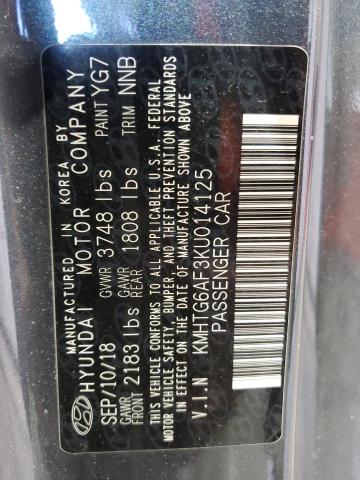 MANUFACTURED IN KOREA BY
HYUNDAI MOTOR COMPANY
SEP/10/18 GVWR 3748 lbs PAINT YG7
GAWR FRONT 2183 lbs GAWR REAR 1808 lbs TRIM NNB
THIS VEHICLE CONFORMS TO ALL APPLICABLE U.S.A. FEDERAL
MOTOR VEHICLE SAFETY, BUMPER, AND THEFT PREVENTION STANDARDS
IN EFFECT ON THE DATE OF MANUFACTURE SHOWN ABOVE
V.I.N KMHTG6AF3KU014125
PASSENGER CAR